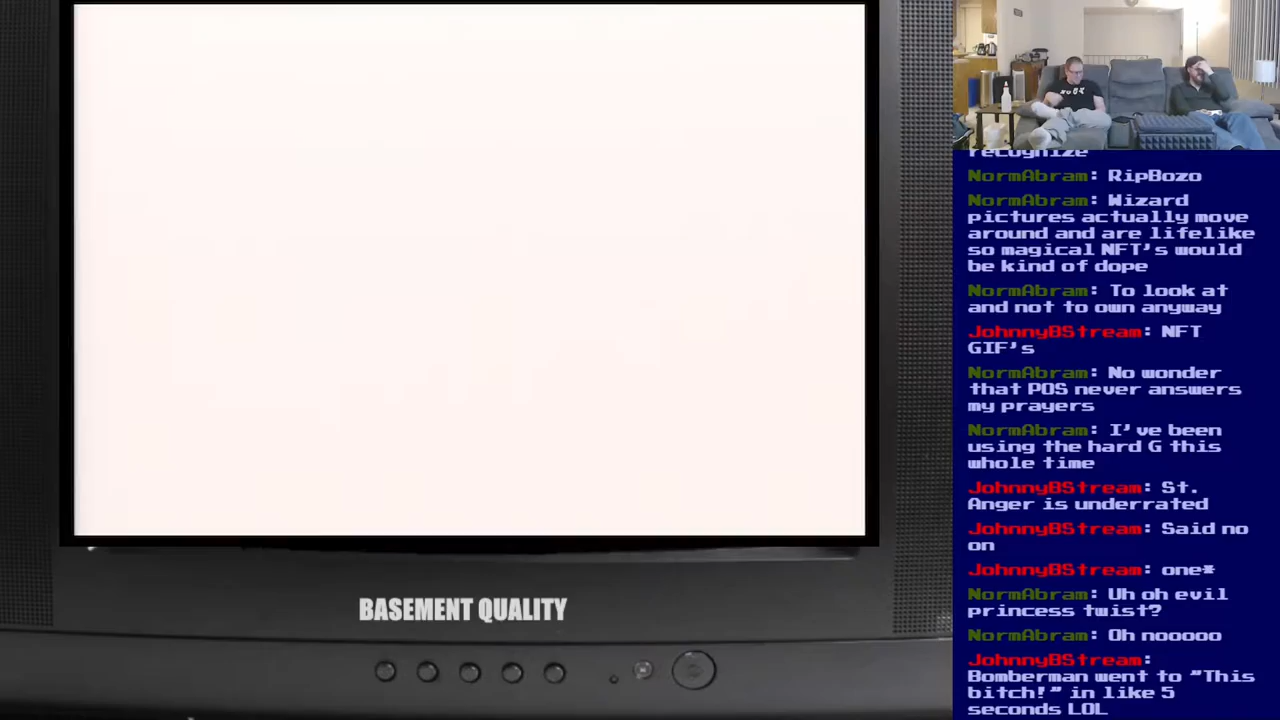 recognize
NormAbram: RipBozo
NormAbram: Wizard
pictures actually move
around and are lifelike
so magical NFT's would
be kind of dope
NormAbram: To look at
and not to own anyway
JohnnyBStream: NFT
GIF's
NormAbram: No wonder
that POS never answers
my prayers
NormAbram: I've been
using the hard G this
whole time
JohnnyBStream: St.
Anger is underrated
JohnnyBStream: Said no
on
JohnnyBStream: one*
NormAbram: Uh oh evil
princess twist?
NormAbram: Oh nooooo
JohnnyBStream:
Bomberman went to "This
bitch!" in like 5
seconds LOL
BASEMENT QUALITY